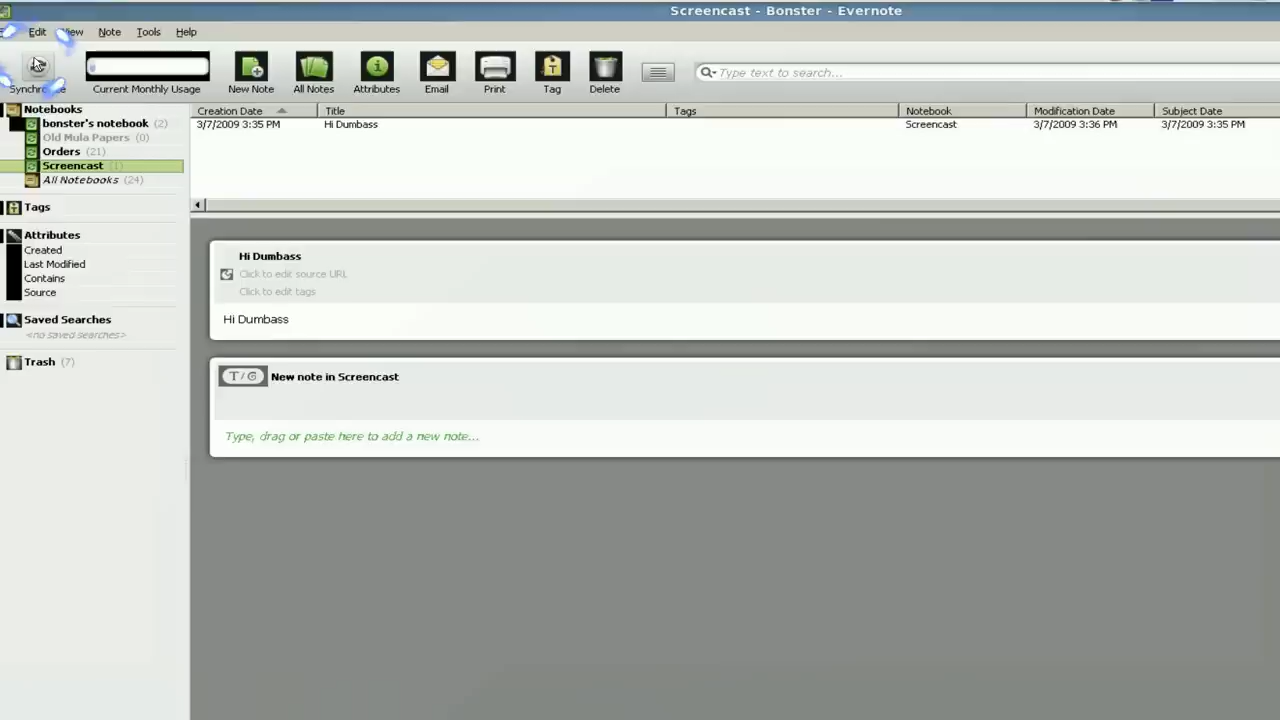 Screencast - Bonster - Evernote
Edit View Note Tools Help
Synchronize Current Monthly Usage New Note All Notes Attributes Email Print Tag Delete Type text to search...
Notebooks
bonster's notebook (2)
Old Mula Papers (0)
Orders (21)
Screencast (1)
All Notebooks (24)
Tags
Attributes
Created
Last Modified
Contains
Source
Saved Searches
<no saved searches>
Trash (7)
Creation Date Title Tags Notebook Modification Date Subject Date
3/7/2009 3:35 PM Hi Dumbass Screencast 3/7/2009 3:36 PM 3/7/2009 3:35 PM
Hi Dumbass
Click to edit source URL
Click to edit tags
Hi Dumbass
T / G New note in Screencast
Type, drag or paste here to add a new note...